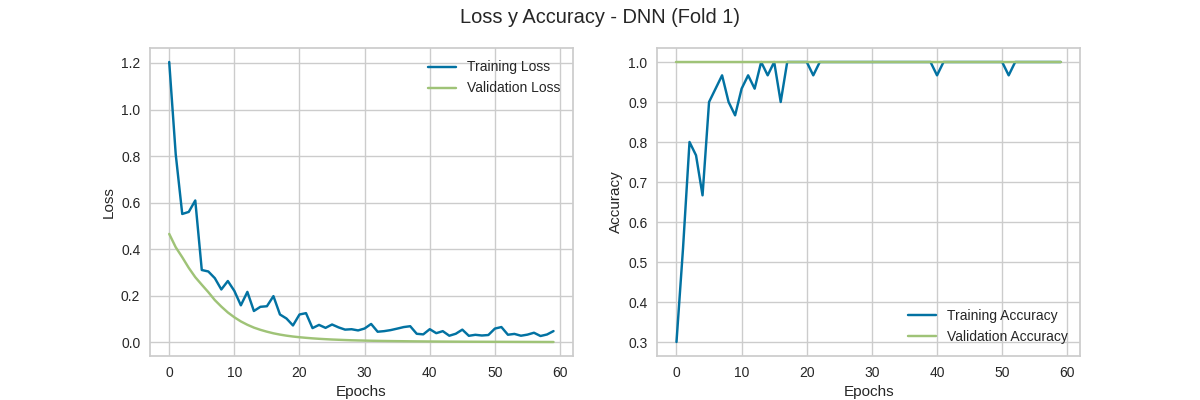 Loss y Accuracy - DNN (Fold 1)
1.2
1.0
0.8
0.6
0.4
0.2
0.0
Loss
0 10 20 30 40 50 60
Epochs
Training Loss
Validation Loss
1.0
0.9
0.8
0.7
0.6
0.5
0.4
0.3
Accuracy
0 10 20 30 40 50 60
Epochs
Training Accuracy
Validation Accuracy